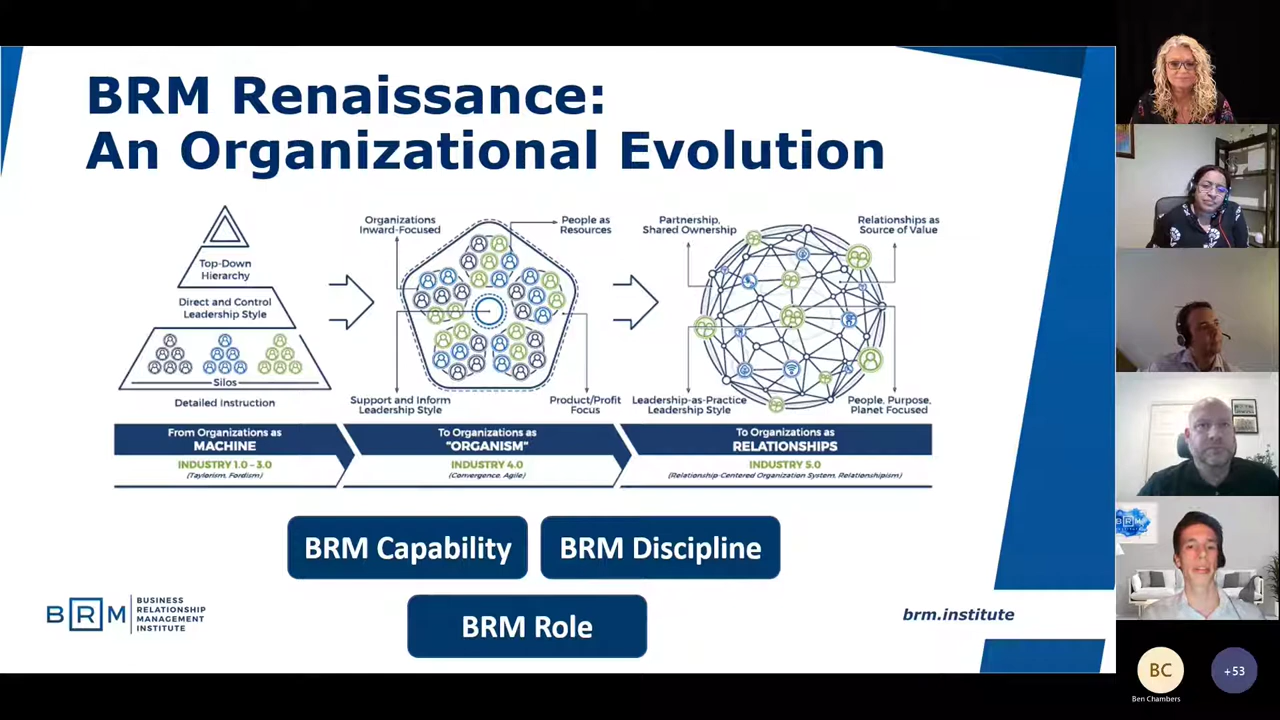 BRM Renaissance:
An Organizational Evolution
Top-Down
Hierarchy
Direct and Control
Leadership Style
Silos
Detailed Instruction
Organizations
Inward-Focused
People as
Resources
Support and Inform
Leadership Style
Product/Profit
Focus
Partnership,
Shared Ownership
Relationships as
Source of Value
Leadership-as-Practice
Leadership Style
People, Purpose,
Planet Focused
From Organizations as
MACHINE
INDUSTRY 1.0 - 3.0
(Taylorism, Fordism)
To Organizations as
"ORGANISM"
INDUSTRY 4.0
(Convergence, Agile)
To Organizations as
RELATIONSHIPS
INDUSTRY 5.0
(Relationship-Centered Organization System, Relationshipism)
BRM Capability
BRM Discipline
BRM Role
BRM
BUSINESS
RELATIONSHIP
MANAGEMENT
INSTITUTE
brm.institute
BRM
INSTITUTE
BC
Ben Chambers
+53